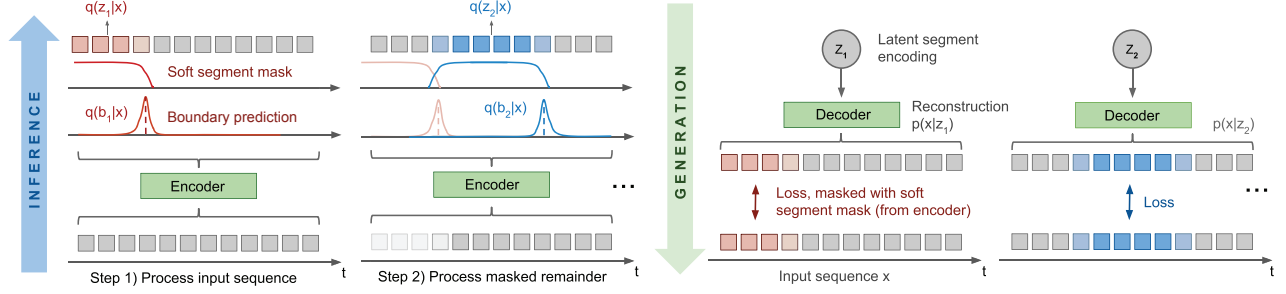 INFERENCE
q(z1|x)
Soft segment mask
q(b1|x)
Boundary prediction
Encoder
t
Step 1) Process input sequence
q(z2|x)
q(b2|x)
Encoder
...
t
Step 2) Process masked remainder
GENERATION
Z1
Latent segment
encoding
Decoder
Reconstruction
p(x|z1)
Loss, masked with soft
segment mask (from encoder)
t
Input sequence x
Z2
Decoder
p(x|z2)
...
Loss
t